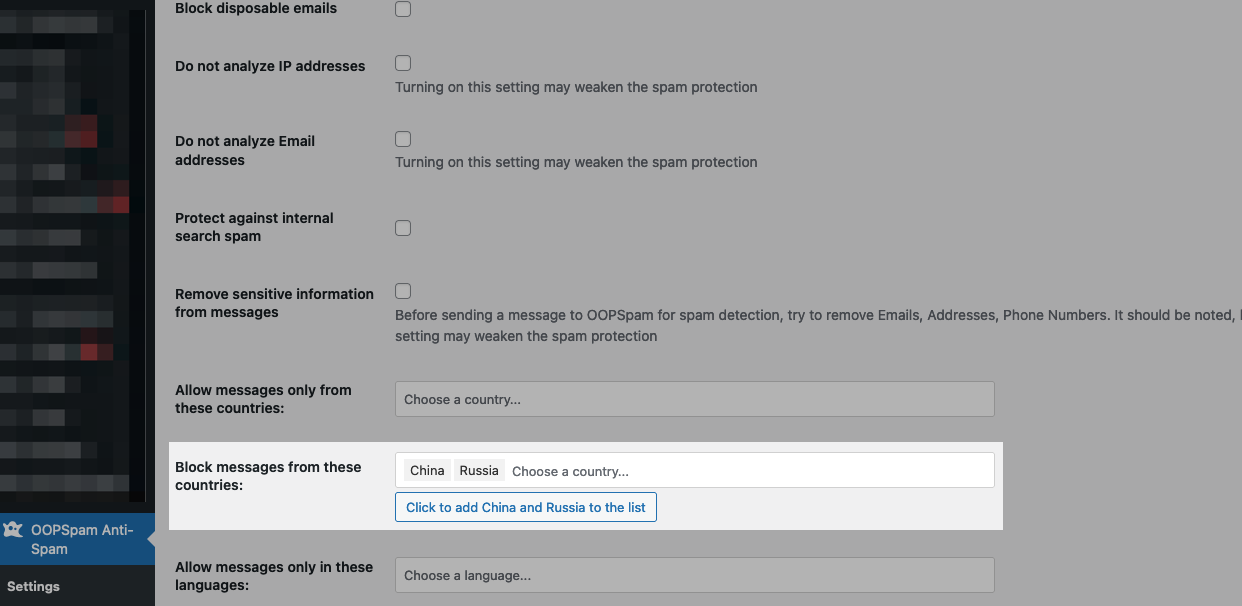 Block disposable emails
Do not analyze IP addresses
Turning on this setting may weaken the spam protection
Do not analyze Email
addresses
Turning on this setting may weaken the spam protection
Protect against internal
search spam
Remove sensitive information
from messages
Before sending a message to OOPSpam for spam detection, try to remove Emails, Addresses, Phone Numbers. It should be noted,
setting may weaken the spam protection
Allow messages only from
these countries:
Choose a country...
Block messages from these
countries:
China Russia Choose a country...
Click to add China and Russia to the list
OOPSpam Anti-
Spam
Allow messages only in these
languages:
Choose a language...
Settings